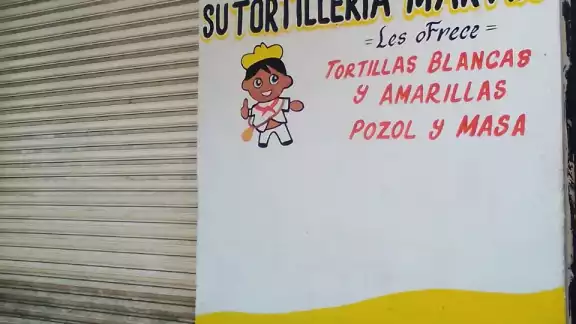 SU TORTILLERIA
=Les oFrece=
TORTILLAS BLANCAS
y AMARILLAS
POZOL y MASA